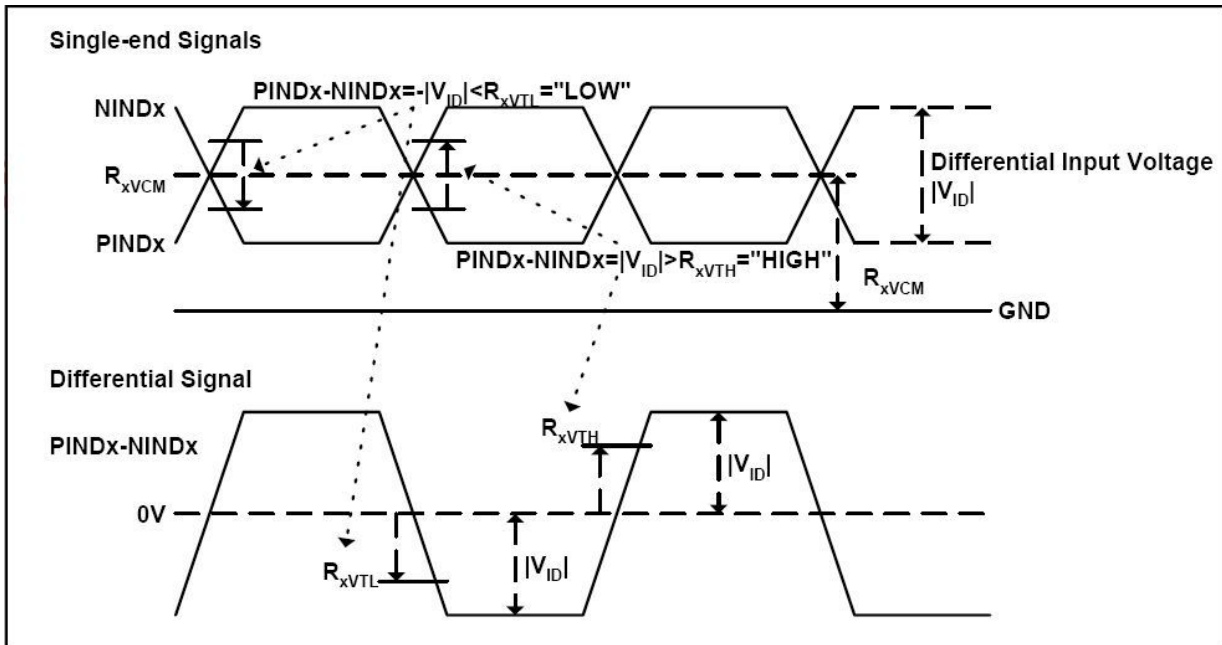 Single-end Signals
PINDx-NINDx=-|VID|<RxVTL="LOW"
NINDx
RxVCM
Differential Input Voltage
|VID|
PINDx
PINDx-NINDx=|VID|>RxVTH="HIGH"
RxVCM
GND
Differential Signal
RxVTH
PINDx-NINDx
|VID|
0V
RxVTL
|VID|